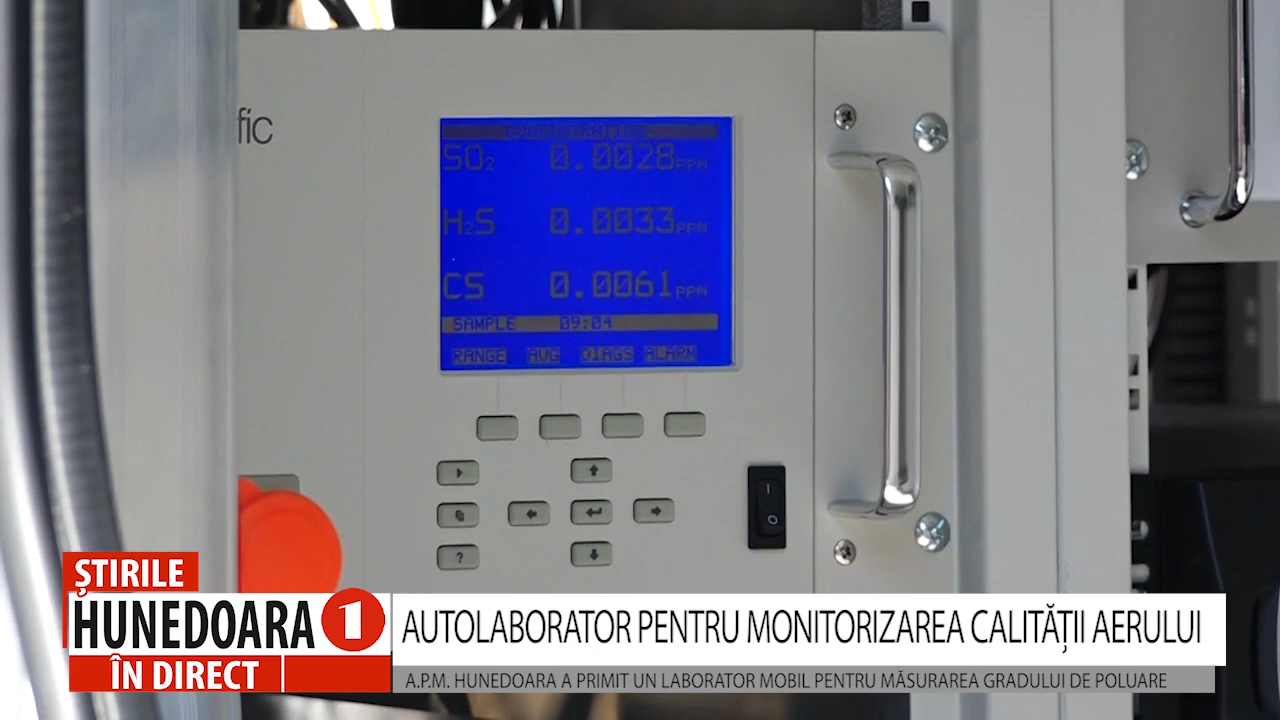 fic
SO₂ 0.0028 PPM
H₂S 0.0033 PPM
CS 0.0061 PPM
SAMPLE 09:04
RANGE AVG DIAGS ALARM
?
ȘTIRILE
HUNEDOARA 1
ÎN DIRECT
AUTOLABORATOR PENTRU MONITORIZAREA CALITĂȚII AERULUI
A.P.M. HUNEDOARA A PRIMIT UN LABORATOR MOBIL PENTRU MĂSURAREA GRADULUI DE POLUARE